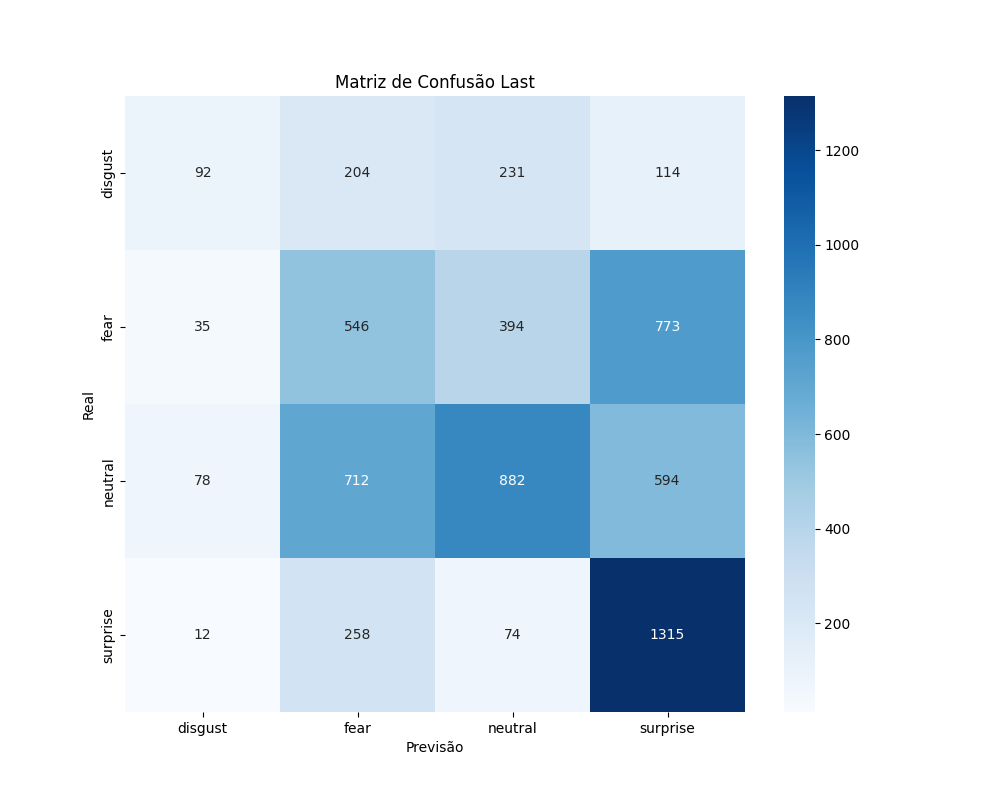 Matriz de Confusão Last
Real
disgust
92 204 231 114
fear
35 546 394 773
neutral
78 712 882 594
surprise
12 258 74 1315
disgust fear neutral surprise
Previsão
1200
1000
800
600
400
200